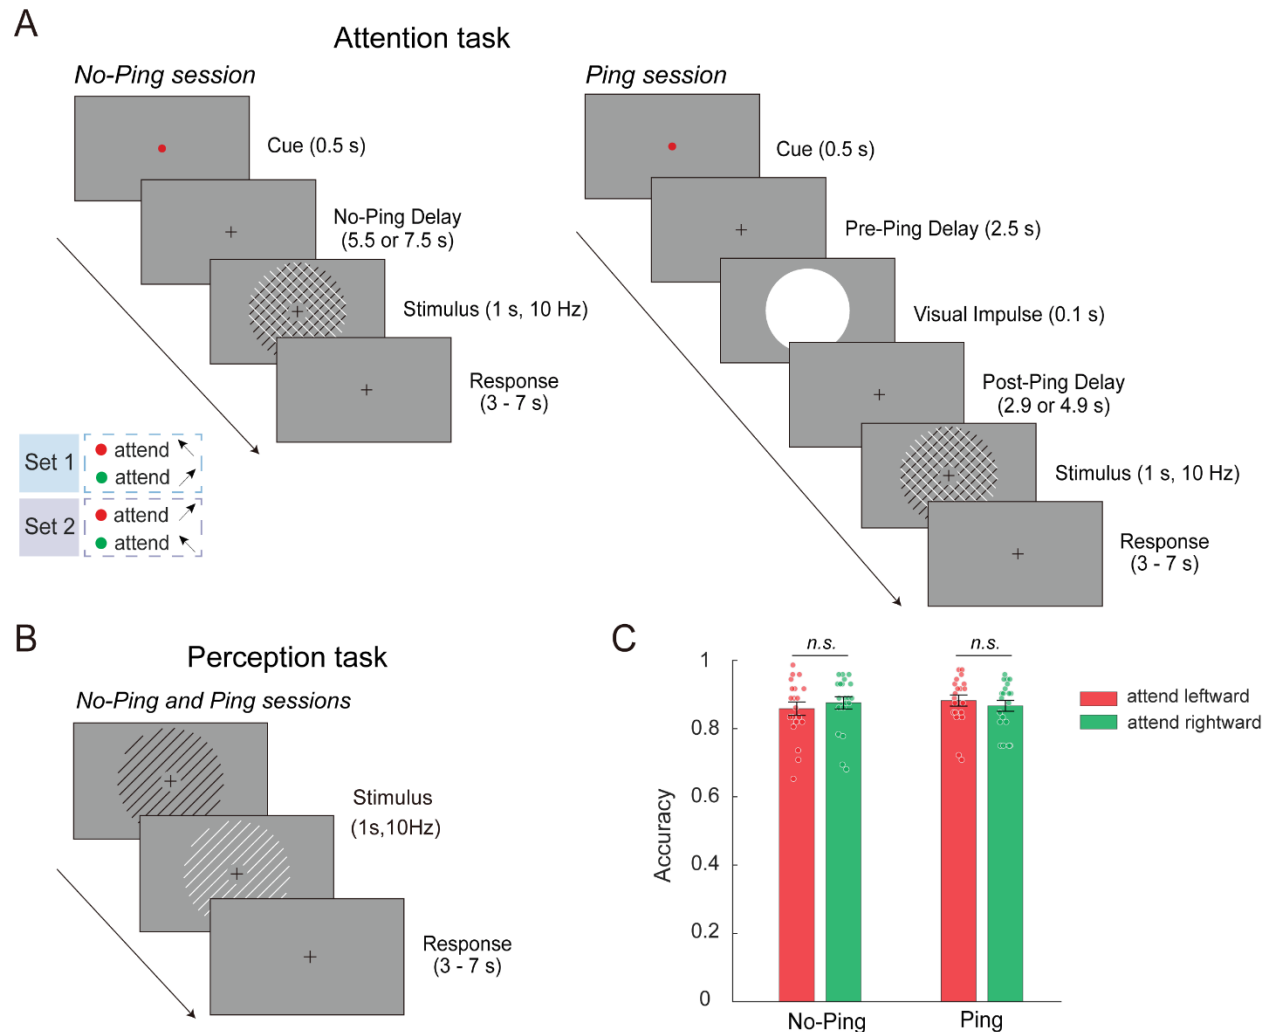 A
Attention task
No-Ping session
Cue (0.5 s)
No-Ping Delay
(5.5 or 7.5 s)
Stimulus (1 s, 10 Hz)
Response
(3 - 7 s)
Set 1
attend
attend
Set 2
attend
attend
Ping session
Cue (0.5 s)
Pre-Ping Delay (2.5 s)
Visual Impulse (0.1 s)
Post-Ping Delay
(2.9 or 4.9 s)
Stimulus (1 s, 10 Hz)
Response
(3 - 7 s)
B
Perception task
No-Ping and Ping sessions
Stimulus
(1s,10Hz)
Response
(3 - 7 s)
C
n.s.
n.s.
1
0.8
0.6
0.4
0.2
0
Accuracy
No-Ping
Ping
attend leftward
attend rightward